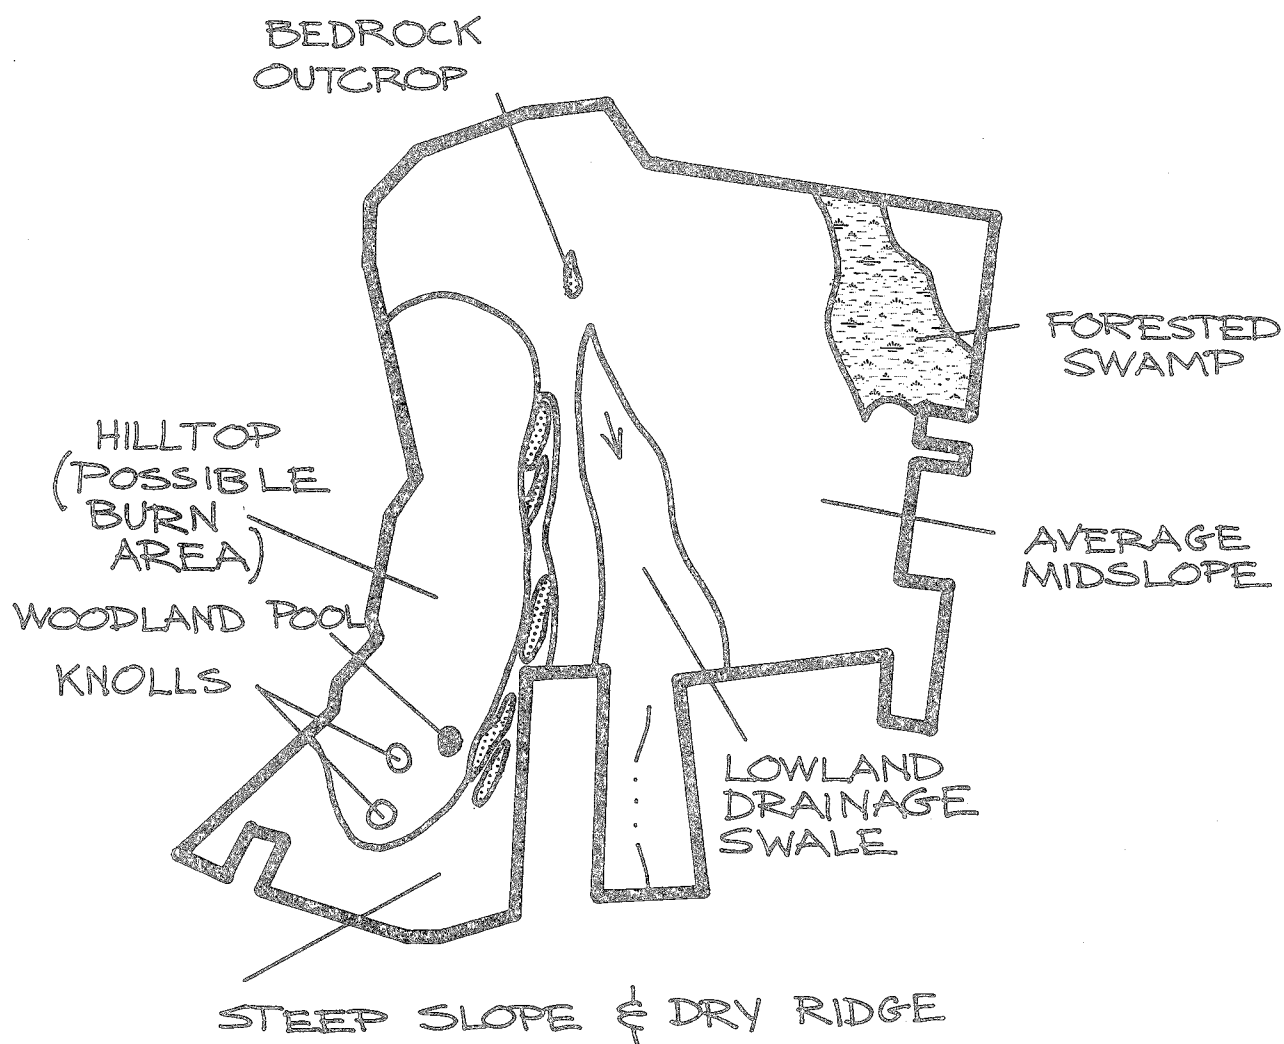 BEDROCK
OUTCROP
FORESTED
SWAMP
HILLTOP
(POSSIBLE
BURN
AREA)
AVERAGE
MIDSLOPE
WOODLAND POOL
KNOLLS
LOWLAND
DRAINAGE
SWALE
STEEP SLOPE & DRY RIDGE